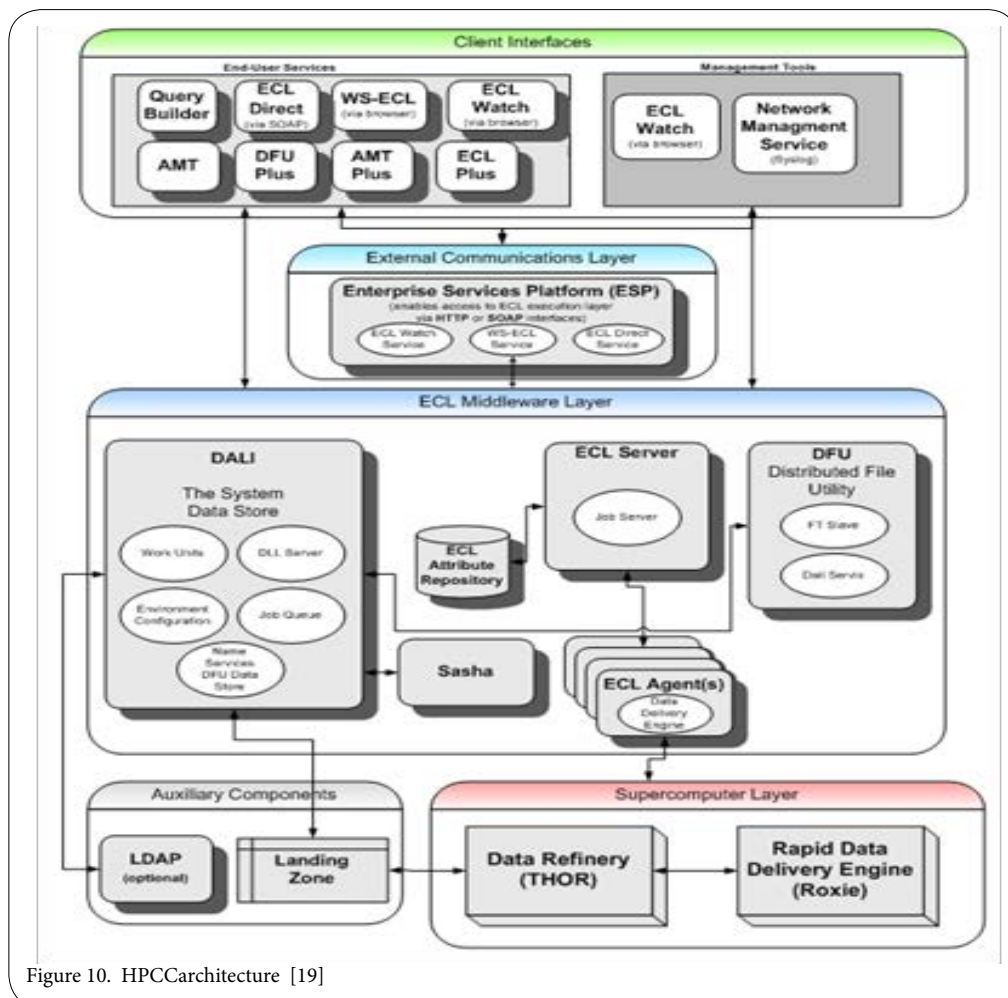 Client Interfaces
End-User Services
Management Tools
Query
Builder
ECL
Direct
(via SOAP)
WS-ECL
(via browser)
ECL
Watch
(via browser)
AMT
DFU
Plus
AMT
Plus
ECL
Plus
ECL
Watch
(via browser)
Network
Managment
Service
(Syslog)
External Communications Layer
Enterprise Services Platform (ESP)
(enables access to ECL execution layer
via HTTP or SOAP interfaces)
ECL Watch
Service
WS-ECL
Service
ECL Direct
Service
ECL Middleware Layer
DALI
The System
Data Store
Work Units
DLL Server
Environment
Configuration
Job Queue
Name
Services
DFU Data
Store
ECL
Attribute
Repository
ECL Server
Job Server
DFU
Distributed File
Utility
FT Slave
Dali Servix
Sasha
ECL Agent(s)
Data
Delivery
Engine
Auxiliary Components
LDAP
(optional)
Landing
Zone
Supercomputer Layer
Data Refinery
(THOR)
Rapid Data
Delivery Engine
(Roxie)
Figure 10. HPCCarchitecture [19]